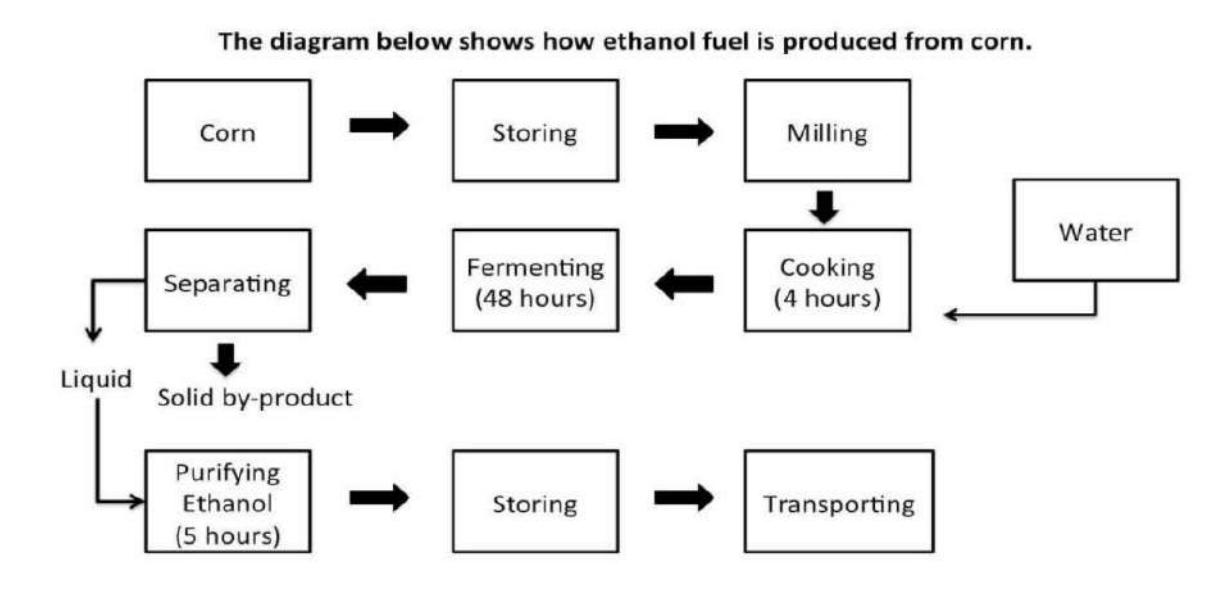 The diagram below shows how ethanol fuel is produced from corn.
Corn
Storing
Milling
Water
Cooking
(4 hours)
Fermenting
(48 hours)
Separating
Liquid
Solid by-product
Purifying
Ethanol
(5 hours)
Storing
Transporting